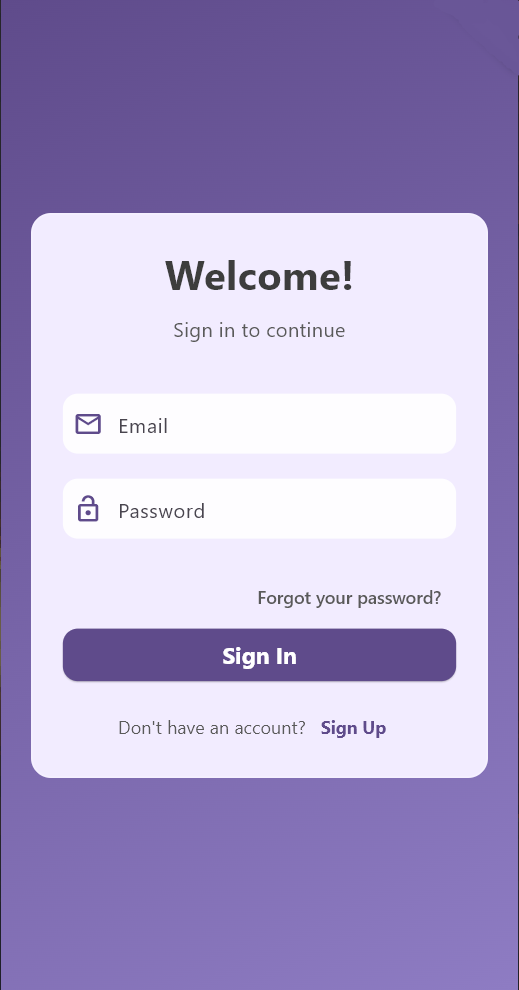 Welcome!
Sign in to continue
Email
Password
Forgot your password?
Sign In
Don't have an account? Sign Up